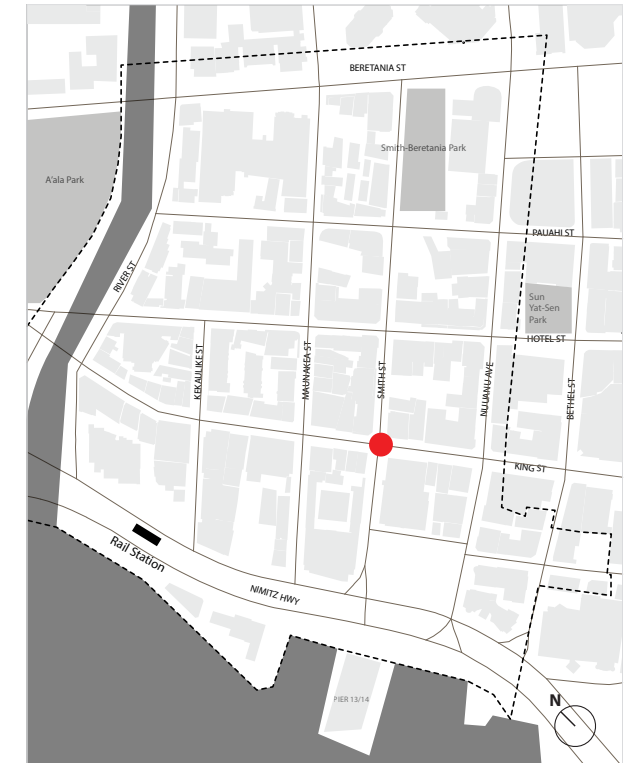 BERETANIA ST
Smith-Beretania Park
A'ala Park
PAUAHI ST
RIVER ST
Sun
Yat-Sen
Park
HOTEL ST
KEKAULIKE ST
MAUNAKEA ST
SMITH ST
NUUANU AVE
BETHEL ST
KING ST
Rail Station
NIMITZ HWY
PIER 13/14
N